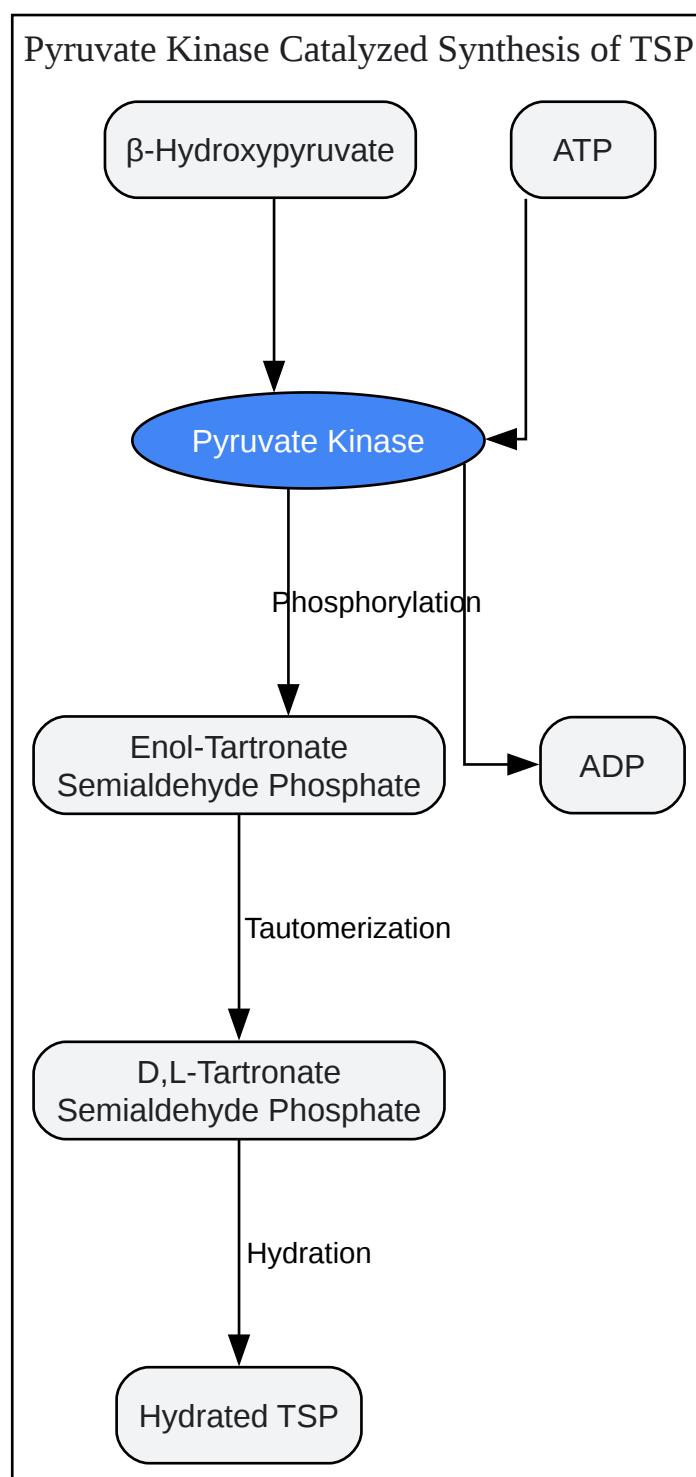 Pyruvate Kinase Catalyzed Synthesis of TSP
β-Hydroxypyruvate
ATP
Pyruvate Kinase
Phosphorylation
Enol-Tartronate
Semialdehyde Phosphate
ADP
Tautomerization
D,L-Tartronate
Semialdehyde Phosphate
Hydration
Hydrated TSP